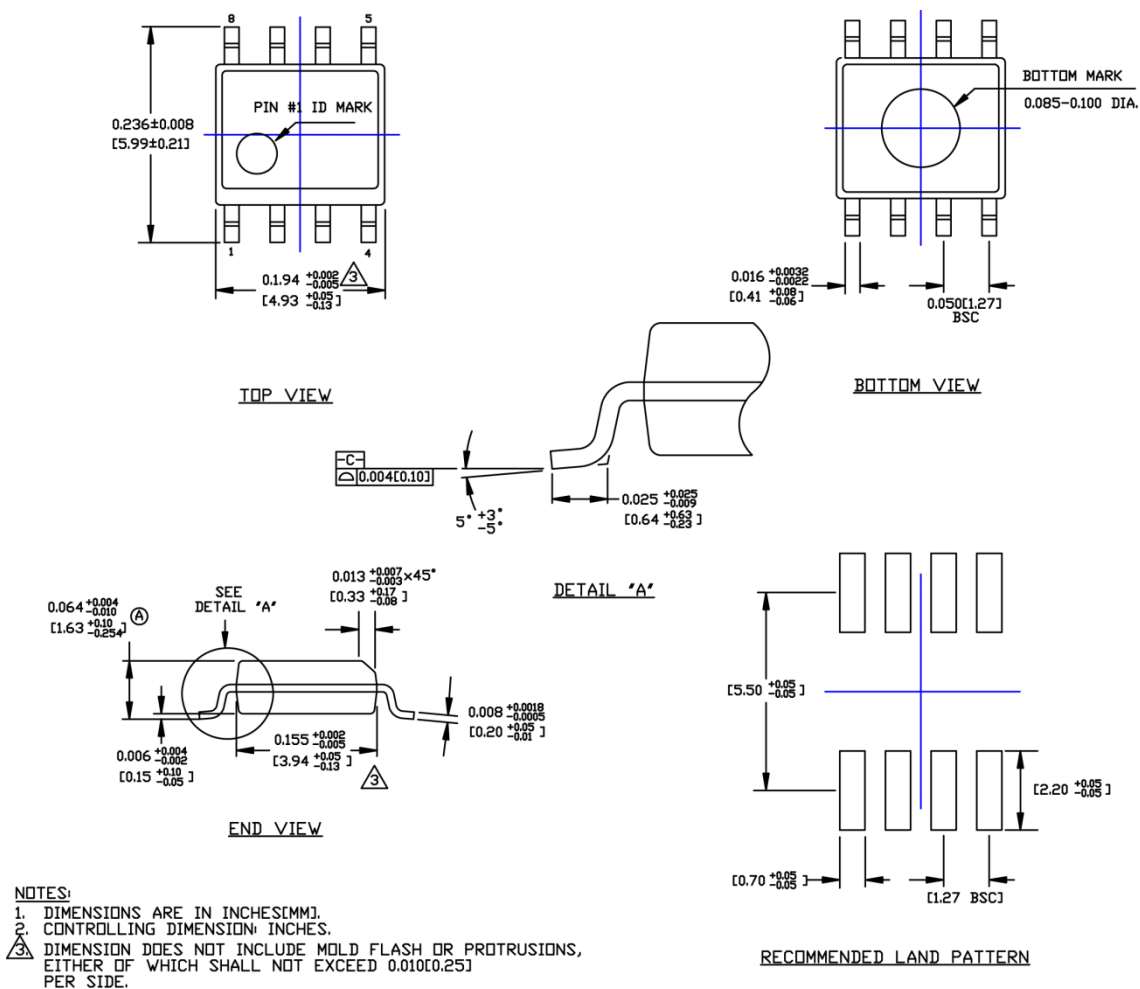 8
5
PIN #1 ID MARK
0.236±0.008
[5.99±0.21]
1
4
0.1.94 +0.002 -0.005 3
[4.93 +0.05 -0.13 ]
TOP VIEW
BOTTOM MARK
0.085-0.100 DIA.
0.016 +0.0032 -0.0022
[0.41 +0.08 -0.06 ]
0.050[1.27]
BSC
BOTTOM VIEW
-C-
⌓ 0.004[0.10]
5° +3° -5°
0.025 +0.025 -0.009
[0.64 +0.63 -0.23 ]
DETAIL "A"
SEE
DETAIL "A"
0.013 +0.007 -0.003 ×45°
[0.33 +0.17 -0.08 ]
0.064 +0.004 -0.010 A
[1.63 +0.10 -0.254 ]
0.006 +0.004 -0.002
[0.15 +0.10 -0.05 ]
0.155 +0.002 -0.005
[3.94 +0.05 -0.13 ]
3
0.008 +0.0018 -0.0005
[0.20 +0.05 -0.01 ]
END VIEW
[5.50 +0.05 -0.05 ]
[2.20 +0.05 -0.05 ]
[0.70 +0.05 -0.05 ]
[1.27 BSC]
RECOMMENDED LAND PATTERN
NOTES:
1. DIMENSIONS ARE IN INCHES[MM].
2. CONTROLLING DIMENSION: INCHES.
3. DIMENSION DOES NOT INCLUDE MOLD FLASH OR PROTRUSIONS,
EITHER OF WHICH SHALL NOT EXCEED 0.010[0.25]
PER SIDE.